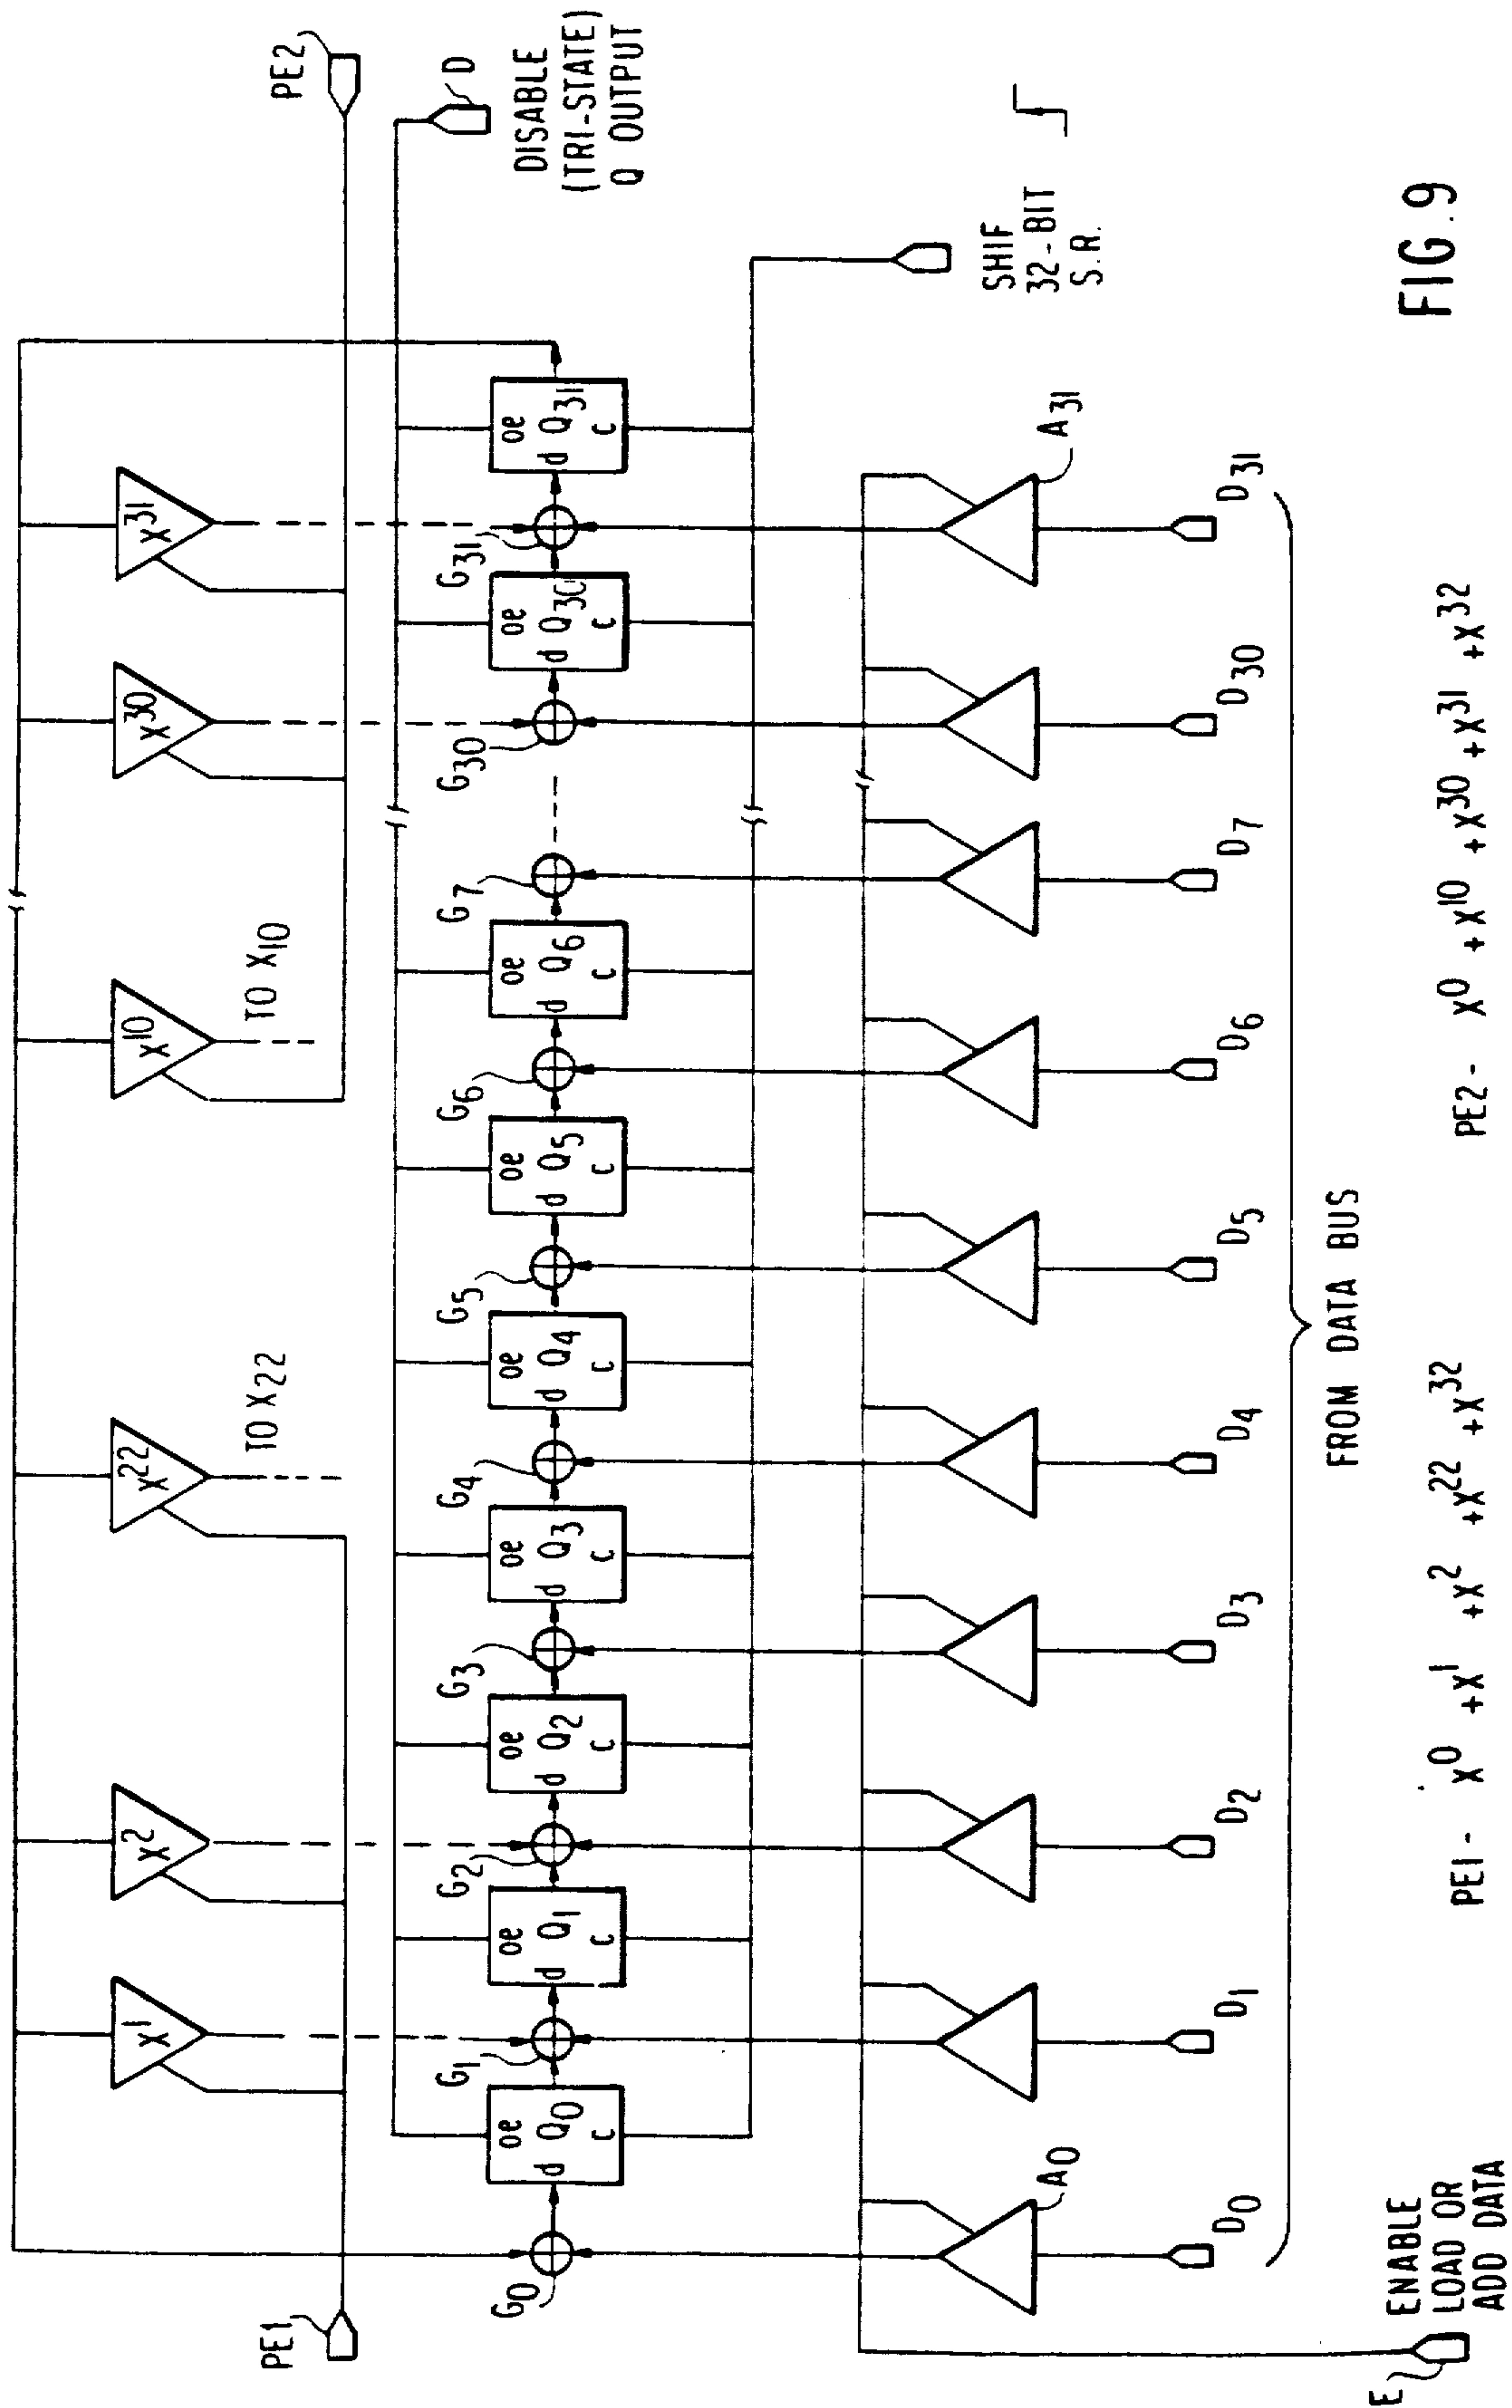 PE1
PE2
X1
X2
X22
X10
X30
X31
TO X22
TO X10
D
DISABLE
(TRI-STATE)
Q OUTPUT
G0
G1
G2
G3
G4
G5
G6
G7
G30
G31
oe
d Q0
C
oe
d Q1
C
oe
d Q2
C
oe
d Q3
C
oe
d Q4
C
oe
d Q5
C
oe
d Q6
C
oe
d Q30
C
oe
d Q31
C
SHIF
32-BIT
S.R.
A0
A31
D0
D1
D2
D3
D4
D5
D6
D7
D30
D31
E
ENABLE
LOAD OR
ADD DATA
FROM DATA BUS
PE1 - X0 +X1 +X2 +X22 +X32
PE2 - X0 +X10 +X30 +X31 +X32
FIG.9